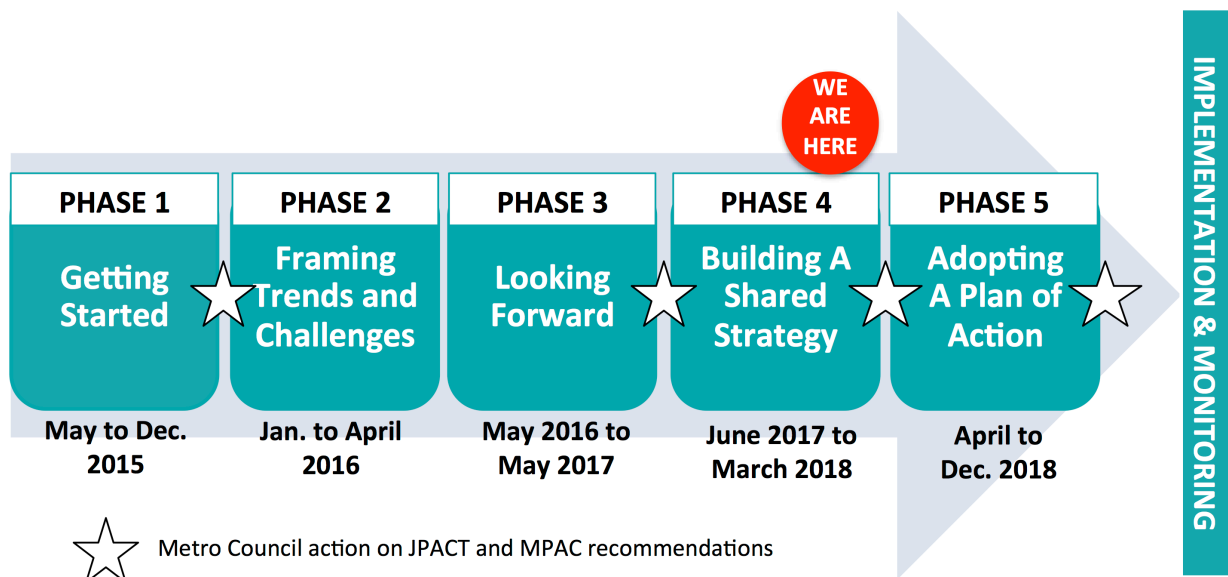 WE
ARE
HERE
PHASE 1
Getting
Started
May to Dec.
2015
PHASE 2
Framing
Trends and
Challenges
Jan. to April
2016
PHASE 3
Looking
Forward
May 2016 to
May 2017
PHASE 4
Building A
Shared
Strategy
June 2017 to
March 2018
PHASE 5
Adopting
A Plan of
Action
April to
Dec. 2018
IMPLEMENTATION & MONITORING
Metro Council action on JPACT and MPAC recommendations